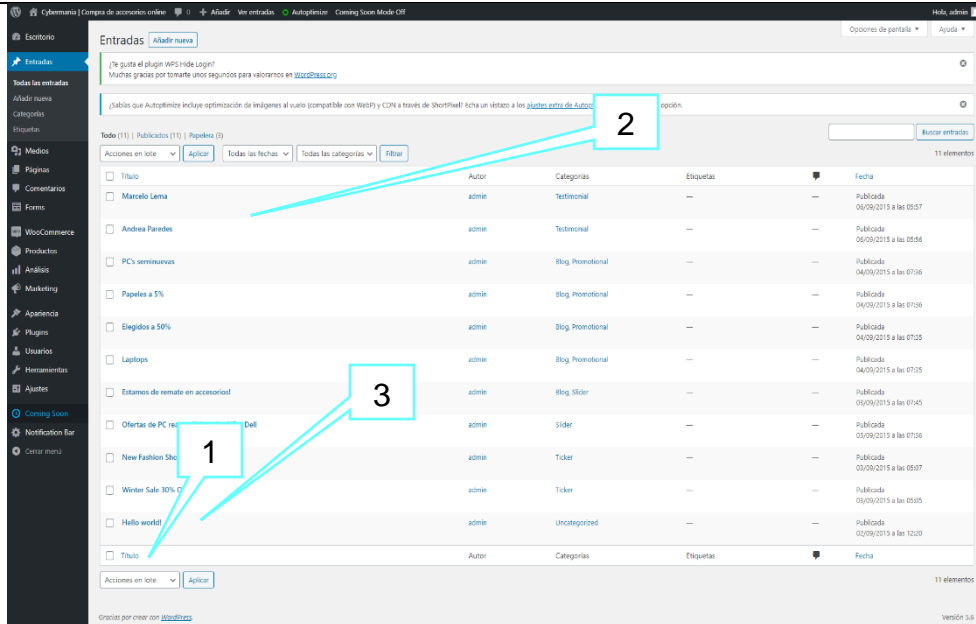 Cybermania | Compra de accesorios online 0 + Añadir Ver entradas Autoptimize Coming Soon Mode Off Hola, admin
Escritorio
Entradas
Todas las entradas
Añadir nueva
Categorías
Etiquetas
Medios
Páginas
Comentarios
Forms
WooCommerce
Productos
Análisis
Marketing
Apariencia
Plugins
Usuarios
Herramientas
Ajustes
Coming Soon
Notification Bar
Cerrar menú
Opciones de pantalla Ayuda
Entradas Añadir nueva
¿Te gusta el plugin WPS Hide Login?
Muchas gracias por tomarte unos segundos para valorarnos en WordPress.org
¿Sabías que Autoptimize incluye optimización de imágenes al vuelo (compatible con WebP) y CDN a través de ShortPixel? Echa un vistazo a los ajustes extra de opción.
2
Todo (11) | Publicados (11) | Papelera (3) Buscar entradas
Acciones en lote Aplicar Todas las fechas Todas las categorías Filtrar 11 elementos
Título Autor Categorías Etiquetas Fecha
Marcelo Lema admin Testimonial — — Publicada
06/09/2015 a las 05:57
Andrea Paredes admin Testimonial — — Publicada
06/09/2015 a las 05:56
PC's seminuevas admin Blog, Promotional — — Publicada
04/09/2015 a las 07:36
Papeles a 5% admin Blog, Promotional — — Publicada
04/09/2015 a las 07:36
Elegidos a 50% admin Blog, Promotional — — Publicada
04/09/2015 a las 07:35
Laptops admin Blog, Promotional — — Publicada
04/09/2015 a las 07:35
3
Estamos de remate en accesorios! admin Blog, Slider — — Publicada
03/09/2015 a las 07:45
Ofertas de PC Dell admin Slider — — Publicada
03/09/2015 a las 07:36
1
New Fashion admin Ticker — — Publicada
03/09/2015 a las 05:07
Winter Sale 30% admin Ticker — — Publicada
03/09/2015 a las 05:05
Hello world! admin Uncategorized — — Publicada
02/09/2015 a las 12:20
Título Autor Categorías Etiquetas Fecha
Acciones en lote Aplicar 11 elementos
Gracias por crear con WordPress. Versión 5.6